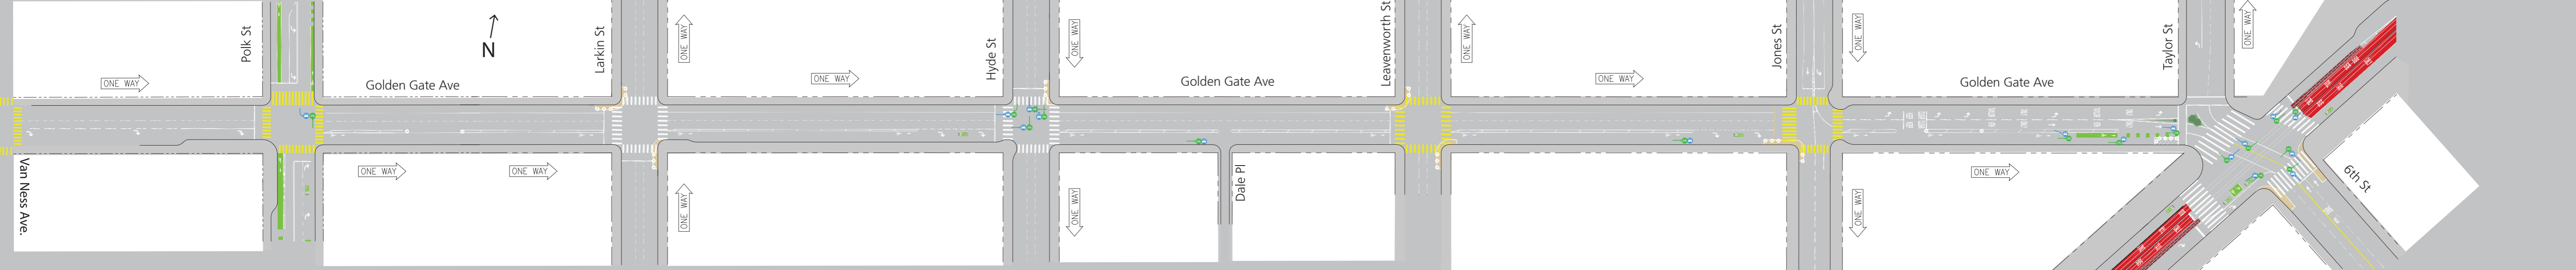 Polk St
Larkin St
ONE WAY
Hyde St
ONE WAY
Leavenworth St
ONE WAY
Jones St
ONE WAY
Taylor St
ONE WAY
N
ONE WAY
Golden Gate Ave
ONE WAY
Golden Gate Ave
ONE WAY
Golden Gate Ave
Van Ness Ave.
ONE WAY
ONE WAY
ONE WAY
ONE WAY
Dale Pl
ONE WAY
ONE WAY
6th St